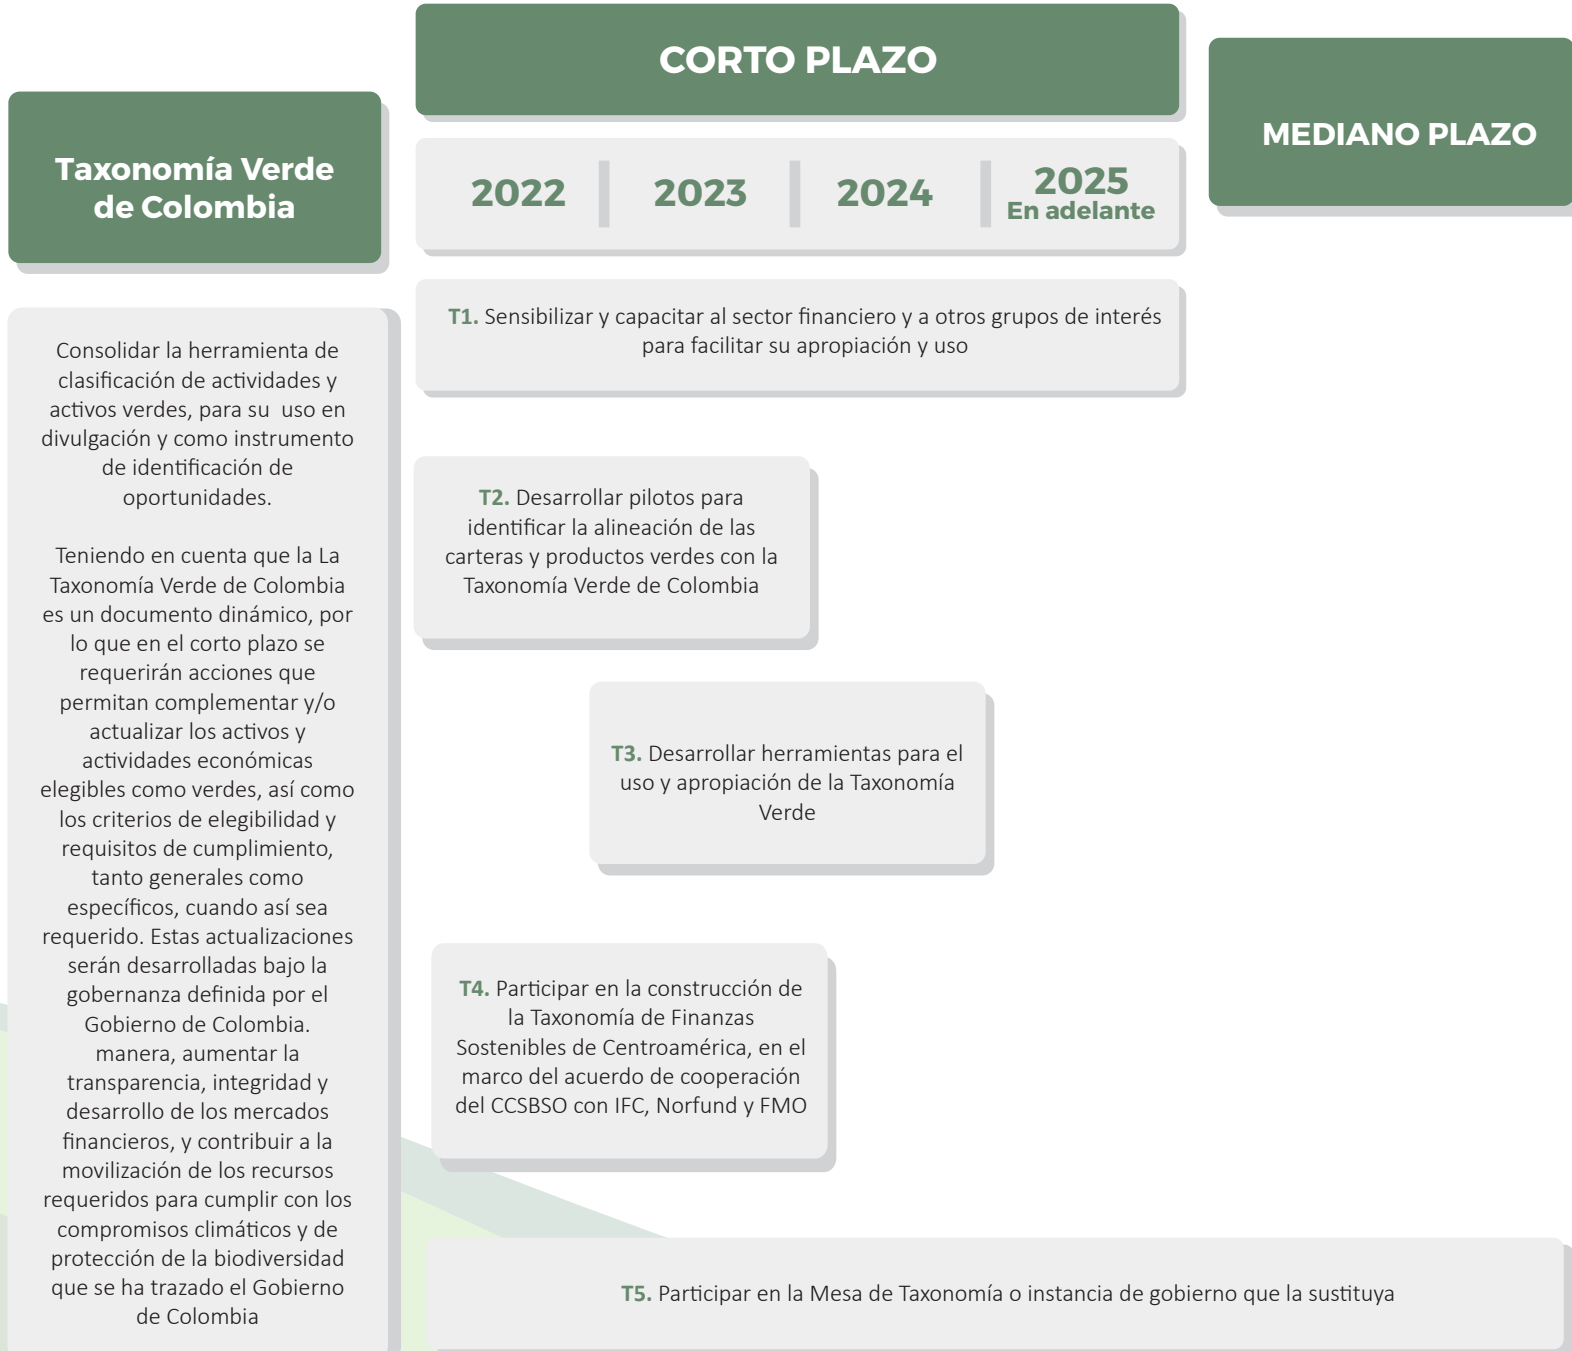 CORTO PLAZO
MEDIANO PLAZO
Taxonomía Verde
de Colombia
2022
2023
2024
2025
En adelante
T1. Sensibilizar y capacitar al sector financiero y a otros grupos de interés
para facilitar su apropiación y uso
Consolidar la herramienta de
clasificación de actividades y
activos verdes, para su uso en
divulgación y como instrumento
de identificación de
oportunidades.
Teniendo en cuenta que la La
Taxonomía Verde de Colombia
es un documento dinámico, por
lo que en el corto plazo se
requerirán acciones que
permitan complementar y/o
actualizar los activos y
actividades económicas
elegibles como verdes, así como
los criterios de elegibilidad y
requisitos de cumplimiento,
tanto generales como
específicos, cuando así sea
requerido. Estas actualizaciones
serán desarrolladas bajo la
gobernanza definida por el
Gobierno de Colombia.
manera, aumentar la
transparencia, integridad y
desarrollo de los mercados
financieros, y contribuir a la
movilización de los recursos
requeridos para cumplir con los
compromisos climáticos y de
protección de la biodiversidad
que se ha trazado el Gobierno
de Colombia
T2. Desarrollar pilotos para
identificar la alineación de las
carteras y productos verdes con la
Taxonomía Verde de Colombia
T3. Desarrollar herramientas para el
uso y apropiación de la Taxonomía
Verde
T4. Participar en la construcción de
la Taxonomía de Finanzas
Sostenibles de Centroamérica, en el
marco del acuerdo de cooperación
del CCSBSO con IFC, Norfund y FMO
T5. Participar en la Mesa de Taxonomía o instancia de gobierno que la sustituya